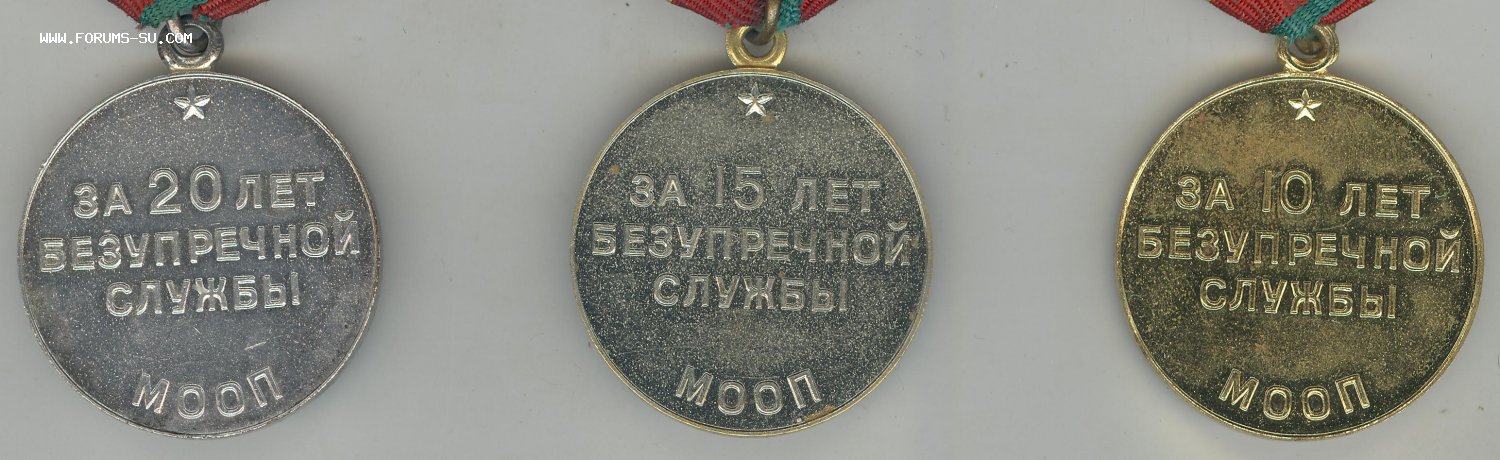 WWW.FORUMS-SU.COM
ЗА 20 ЛЕТ
БЕЗУПРЕЧНОЙ
СЛУЖБЫ
МООП
ЗА 15 ЛЕТ
БЕЗУПРЕЧНОЙ
СЛУЖБЫ
МООП
ЗА 10 ЛЕТ
БЕЗУПРЕЧНОЙ
СЛУЖБЫ
МООП